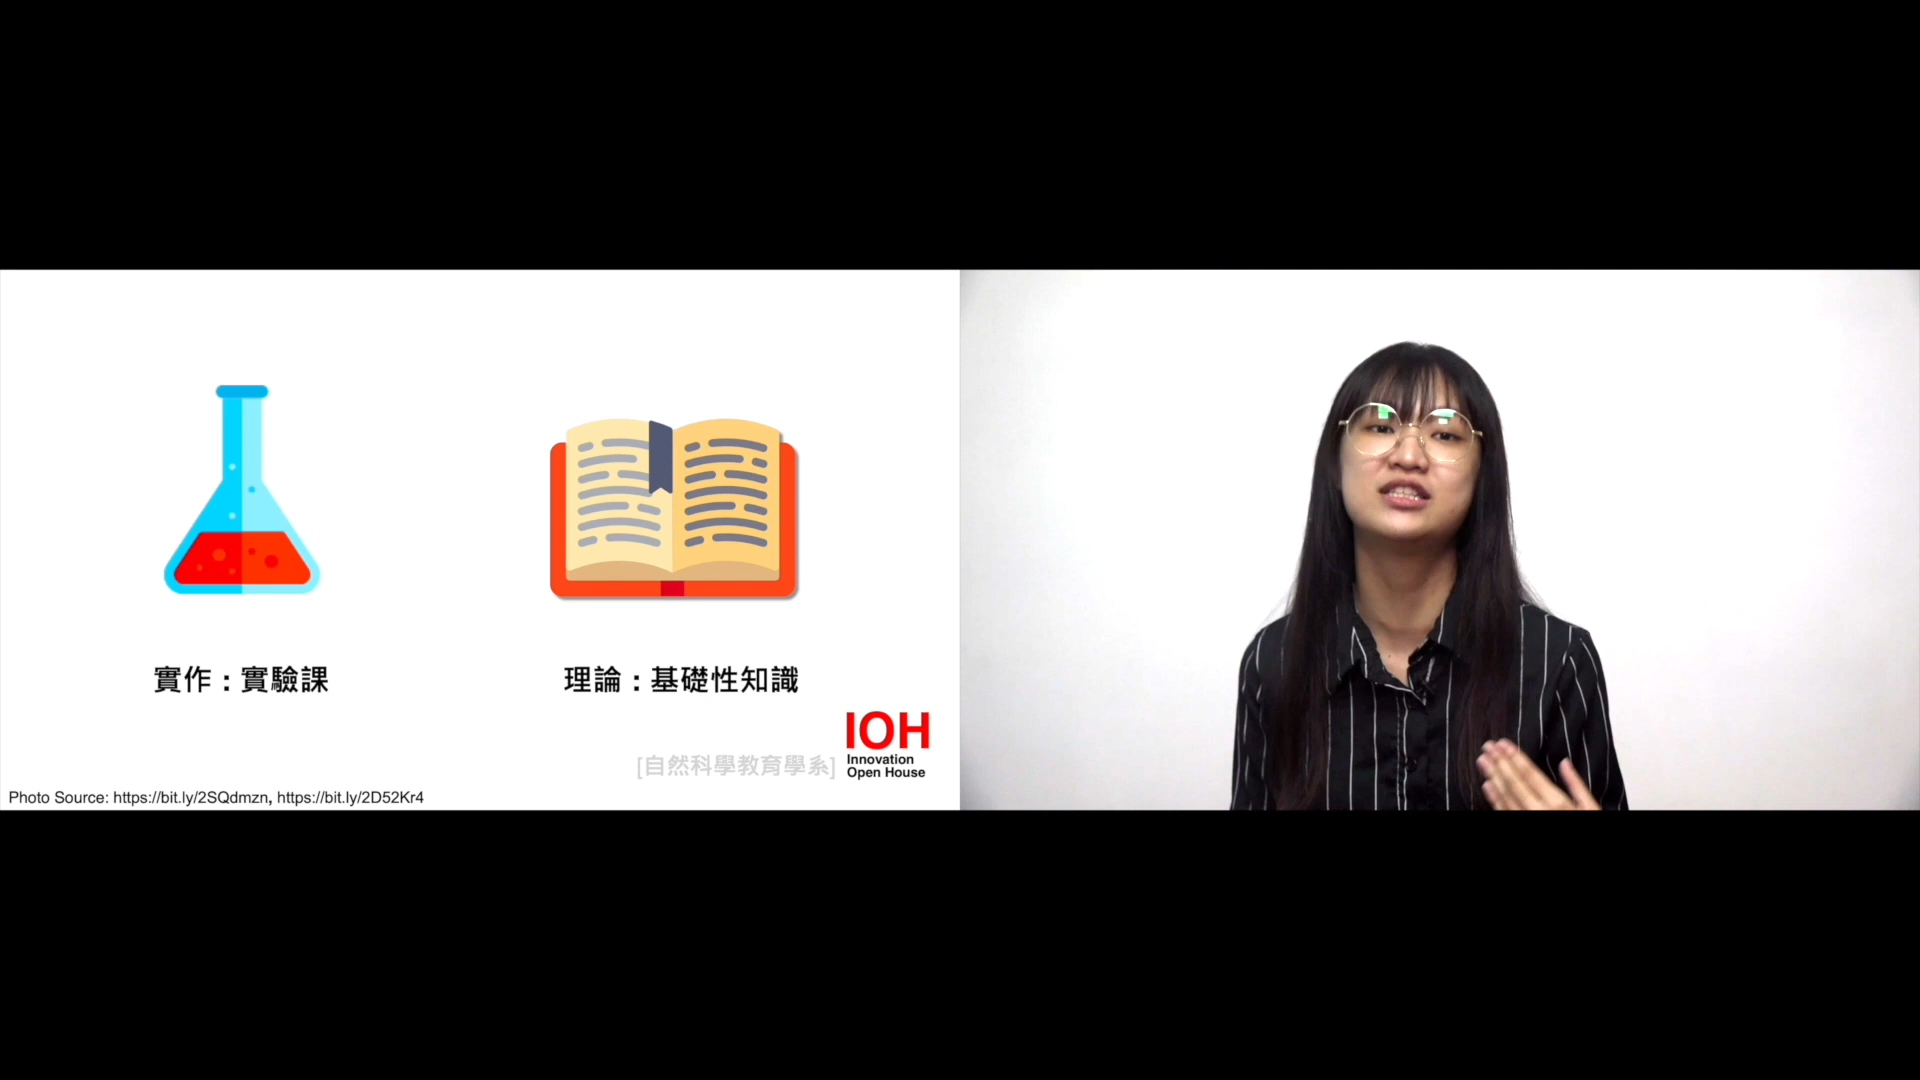 實作：實驗課
理論：基礎性知識
IOH
Innovation
Open House
[自然科學教育學系]
Photo Source: https://bit.ly/2SQdmzn, https://bit.ly/2D52Kr4